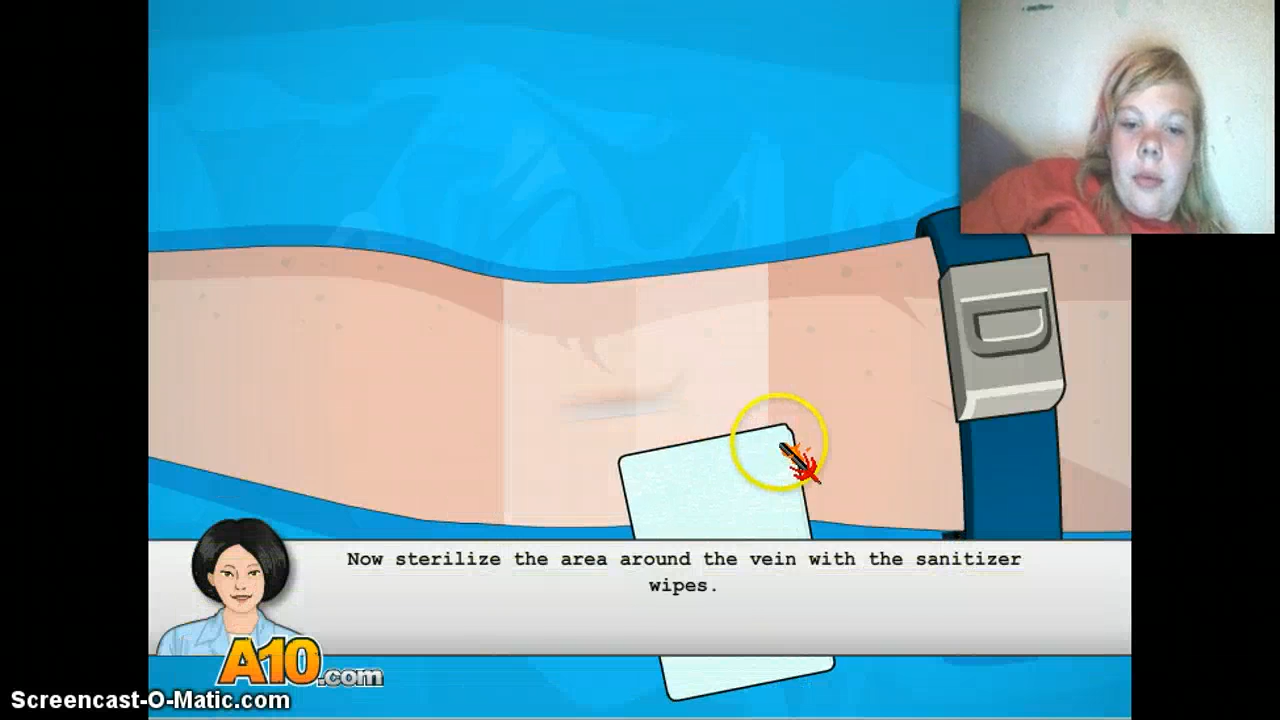 Now sterilize the area around the vein with the sanitizer
wipes.
A10.com
Screencast-O-Matic.com